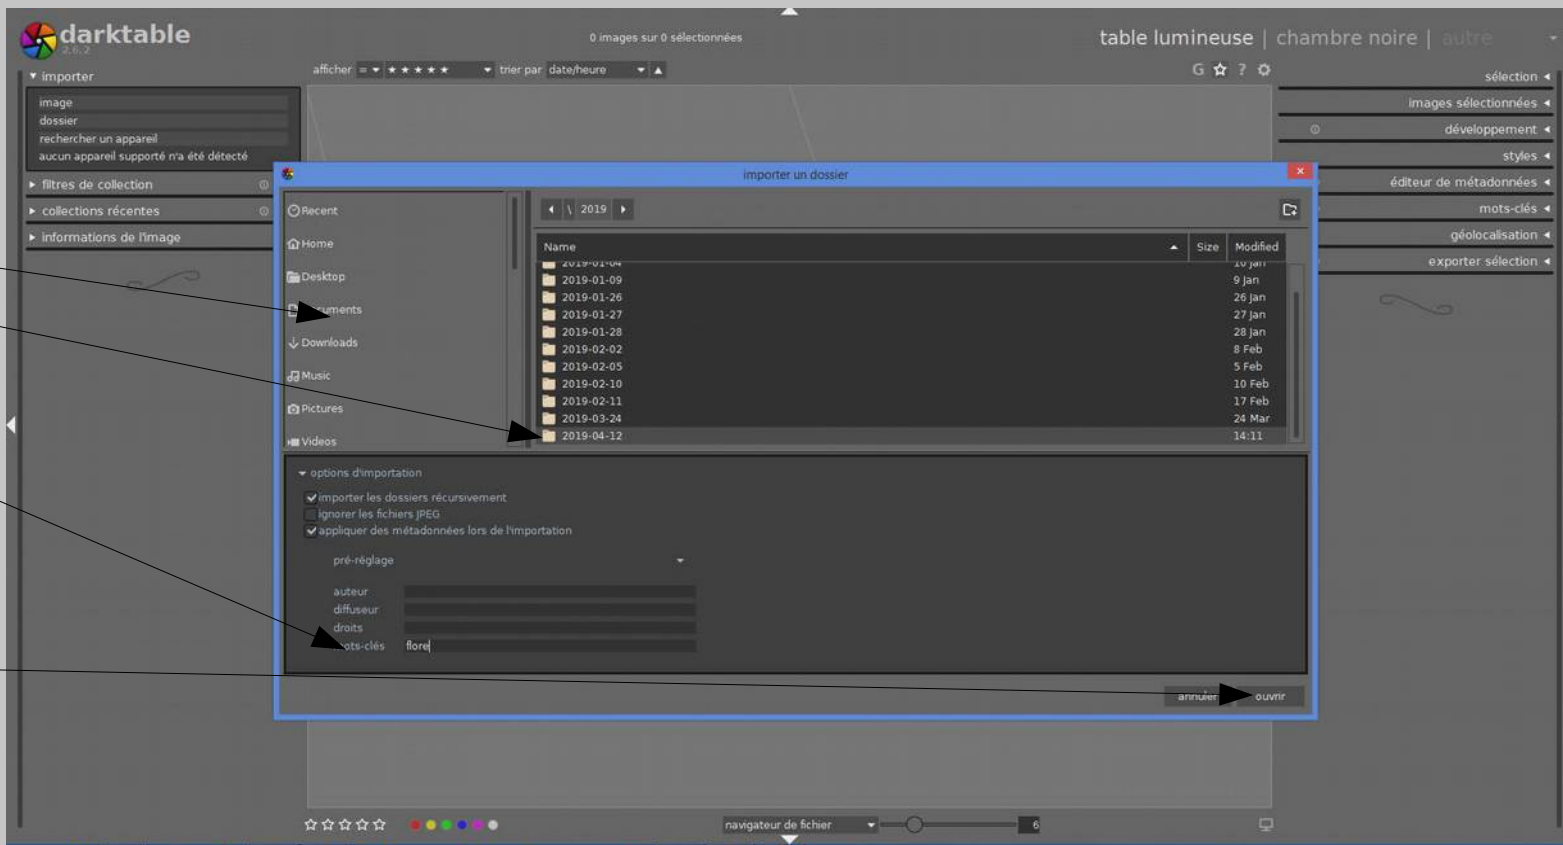 darktable
2.6.2
0 images sur 0 sélectionnées
table lumineuse | chambre noire | autre
importer
afficher = trier par date/heure
G ?
sélection
image
dossier
rechercher un appareil
aucun appareil supporté n'a été détecté
images sélectionnées
développement
styles
filtres de collection
collections récentes
informations de l'image
éditeur de métadonnées
mots-clés
géolocalisation
exporter sélection
importer un dossier
Recent
Home
Desktop
Downloads
Music
Pictures
Videos
\ 2019
Name Size Modified
2019-01-04 10 Jan
2019-01-09 9 Jan
2019-01-26 26 Jan
2019-01-27 27 Jan
2019-01-28 28 Jan
2019-02-02 8 Feb
2019-02-05 5 Feb
2019-02-10 10 Feb
2019-02-11 17 Feb
2019-03-24 24 Mar
2019-04-12 14:11
options d'importation
importer les dossiers récursivement
ignorer les fichiers JPEG
appliquer des métadonnées lors de l'importation
pré-réglage
auteur
diffuseur
droits
mots-clés flore
annuler ouvrir
navigateur de fichier 6